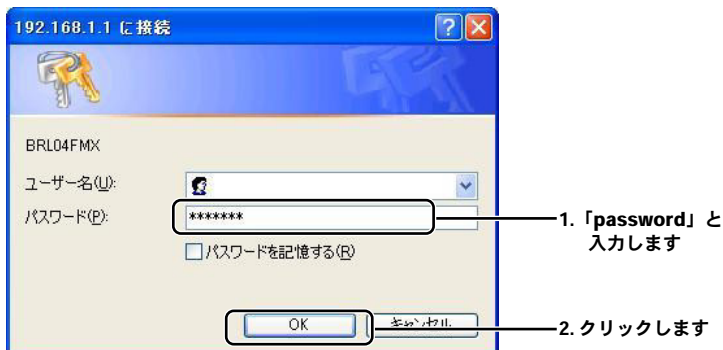 192.168.1.1 に接続
BRL04FMX
ユーザー名(U):
パスワード(P):
*******
パスワードを記憶する(R)
OK
キャンセル
1.「password」と
入力します
2. クリックします